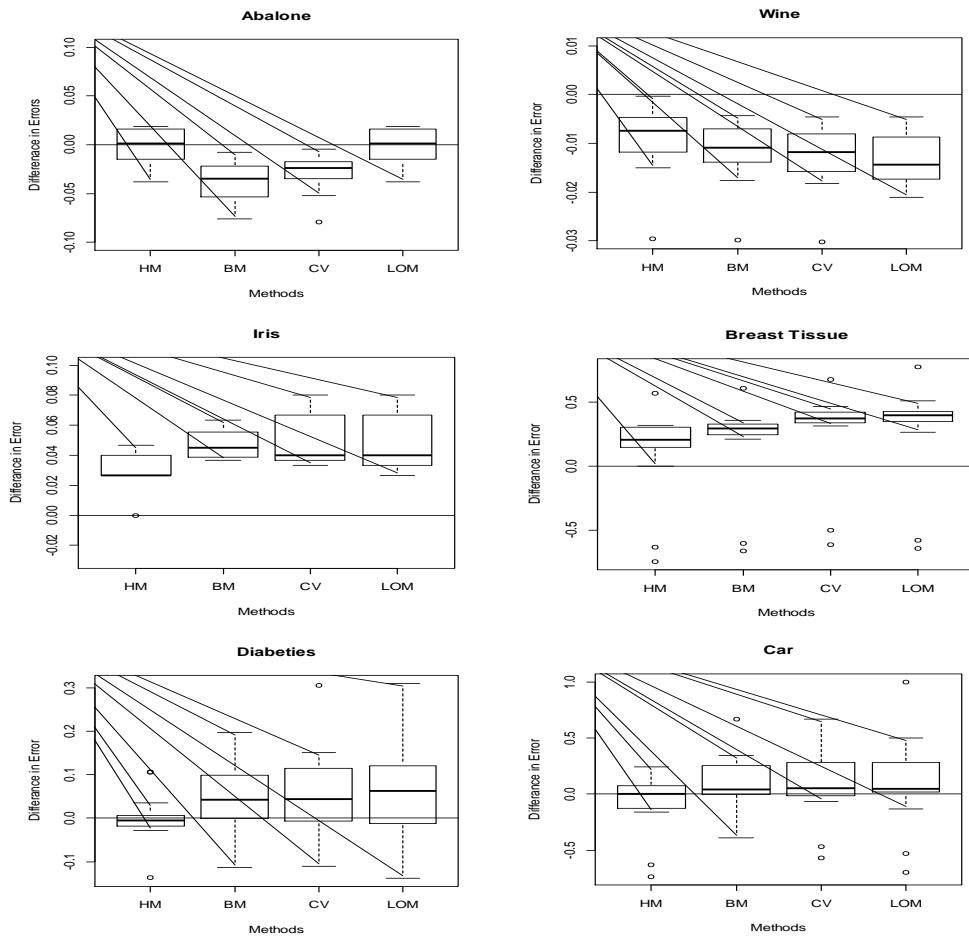 Abalone
Differenace in Errors
0.10
0.05
0.00
-0.05
-0.10
HM BM CV LOM
Methods
Wine
Difference in Error
0.01
0.00
-0.01
-0.02
-0.03
HM BM CV LOM
Methods
Iris
Differance in Error
0.10
0.08
0.06
0.04
0.02
0.00
-0.02
HM BM CV LOM
Methods
Breast Tissue
Differance in Error
0.5
0.0
-0.5
HM BM CV LOM
Methods
Diabeties
Difference in Error
0.3
0.2
0.1
0.0
-0.1
HM BM CV LOM
Methods
Car
Difference in Error
1.0
0.5
0.0
-0.5
HM BM CV LOM
Methods